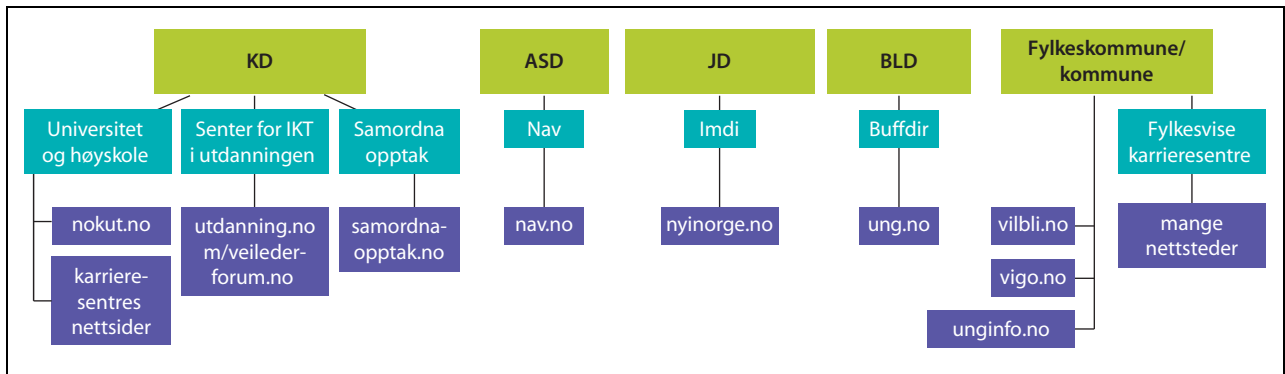 KD
ASD
JD
BLD
Fylkeskommune/
kommune
Universitet
og høyskole
Senter for IKT
i utdanningen
Samordna
opptak
Nav
Imdi
Buffdir
Fylkesvise
karrieresentre
nokut.no
karriere-
sentres
nettsider
utdanning.no
m/veileder-
forum.no
samordna-
opptak.no
nav.no
nyinorge.no
ung.no
vilbli.no
vigo.no
unginfo.no
mange
nettsteder